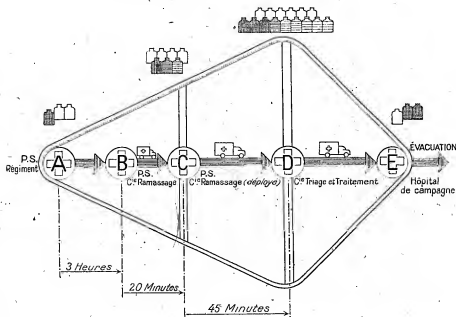 A
B
C
D
E
ÉVACUATION
P.S.
Régiment
P.S.
Cie Ramassage
P.S.
Cie Ramassage (déployé)
Cie Triage et Traitement
Hôpital
de campagne
3 Heures
20 Minutes
45 Minutes